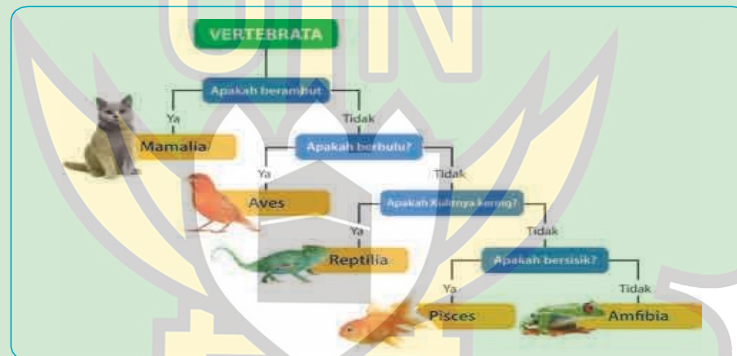 UIN
VERTEBRATA
Apakah berambut
Ya
Tidak
Mamalia
Apakah berbulu?
Ya
Tidak
Aves
Apakah Kulitnya kering?
Ya
Tidak
Reptilia
Apakah bersisik?
Ya
Tidak
Pisces
Amfibia